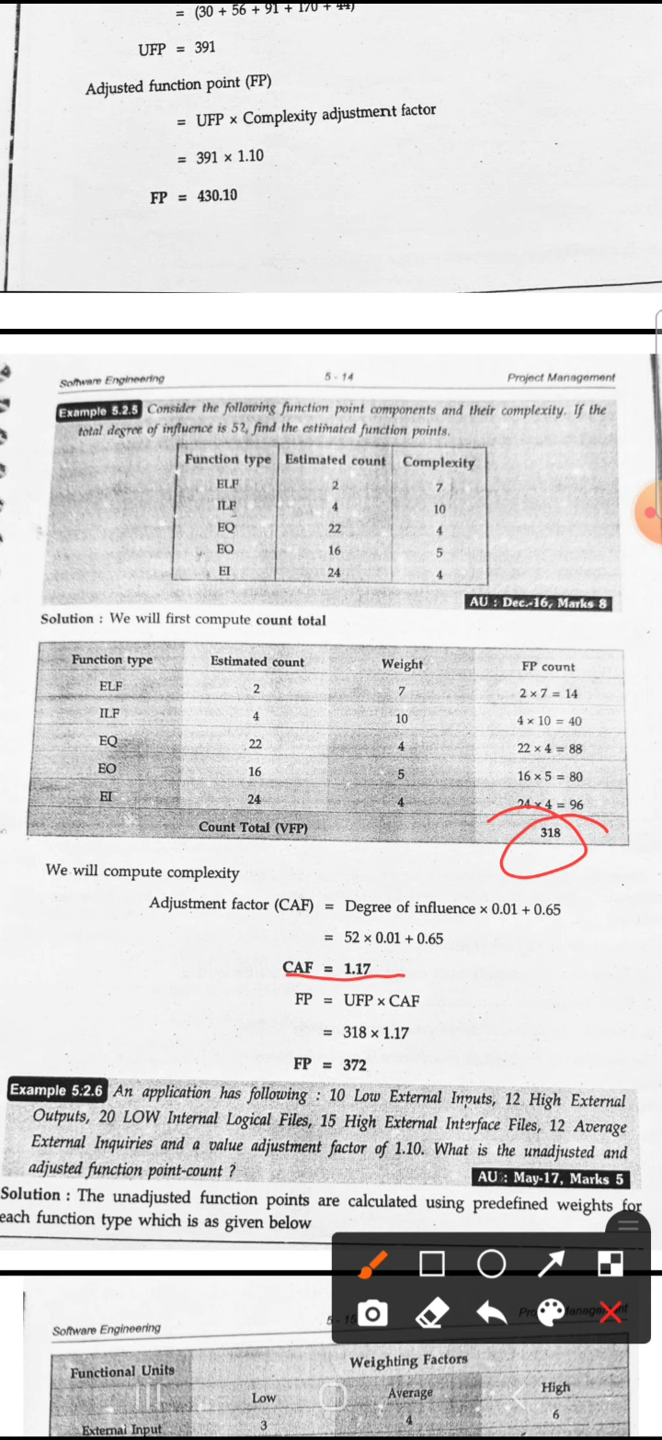 = (30 + 56 + 91 + 170 + 44)
UFP = 391
Adjusted function point (FP)
= UFP × Complexity adjustment factor
= 391 × 1.10
FP = 430.10
Software Engineering 5 - 14 Project Management
Example 5.2.5 Consider the following function point components and their complexity. If the
total degree of influence is 52, find the estimated function points.
Function type Estimated count Complexity
ELF 2 7
ILF 4 10
EQ 22 4
EO 16 5
EI 24 4
AU : Dec.-16, Marks 8
Solution : We will first compute count total
Function type Estimated count Weight FP count
ELF 2 7 2 × 7 = 14
ILF 4 10 4 × 10 = 40
EQ 22 4 22 × 4 = 88
EO 16 5 16 × 5 = 80
EI 24 4 24 × 4 = 96
Count Total (VFP) 318
We will compute complexity
Adjustment factor (CAF) = Degree of influence × 0.01 + 0.65
= 52 × 0.01 + 0.65
CAF = 1.17
FP = UFP × CAF
= 318 × 1.17
FP = 372
Example 5.2.6 An application has following : 10 Low External Inputs, 12 High External
Outputs, 20 LOW Internal Logical Files, 15 High External Interface Files, 12 Average
External Inquiries and a value adjustment factor of 1.10. What is the unadjusted and
adjusted function point-count ?
AU : May-17, Marks 5
Solution : The unadjusted function points are calculated using predefined weights for
each function type which is as given below
Software Engineering 5 - 15
Functional Units Weighting Factors
Low Average High
External Input 3 4 6